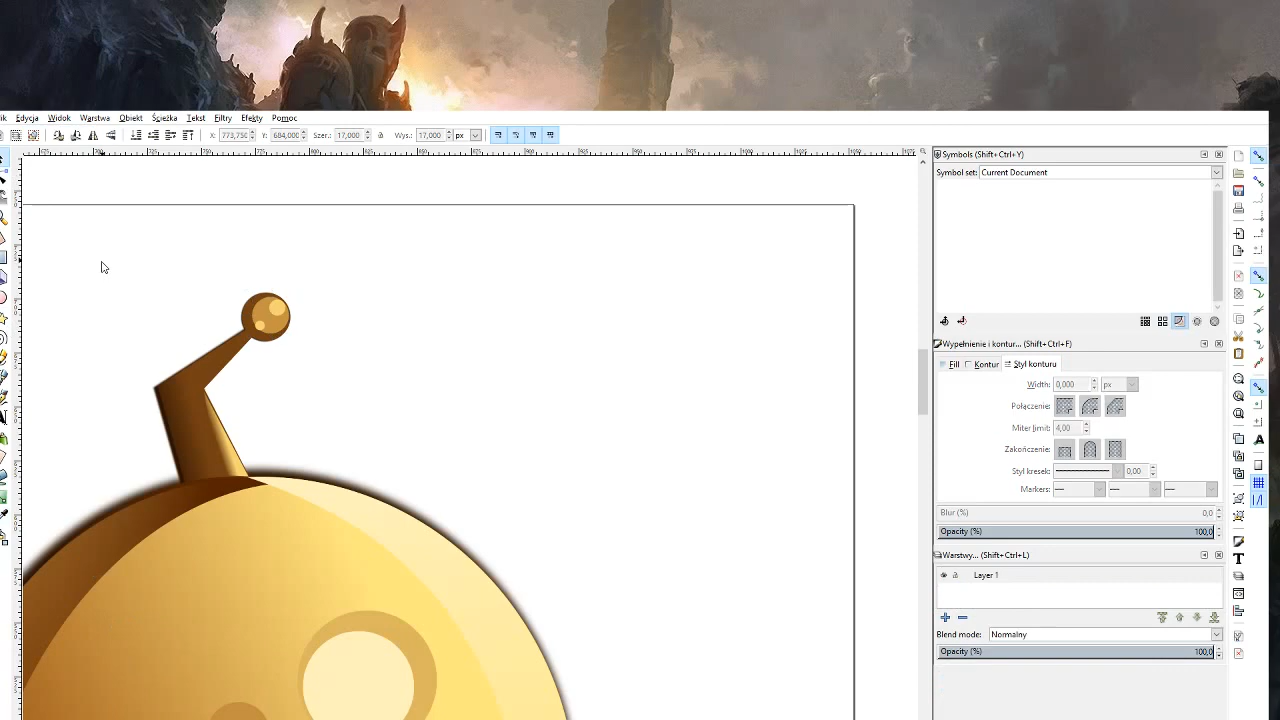 lik Edycja Widok Warstwa Obiekt Ścieżka Tekst Filtry Efekty Pomoc
X: 773,750 Y: 684,000 Szer.: 17,000 Wys.: 17,000 px
Symbols (Shift+Ctrl+Y)
Symbol set: Current Document
Wypełnienie i kontur... (Shift+Ctrl+F)
Fill Kontur Styl konturu
Width: 0,000 px
Połączenie:
Miter limit: 4,00
Zakończenie:
Styl kresek: 0,00
Markers:
Blur (%) 0,0
Opacity (%) 100,0
Warstwy... (Shift+Ctrl+L)
Layer 1
Blend mode: Normalny
Opacity (%) 100,0